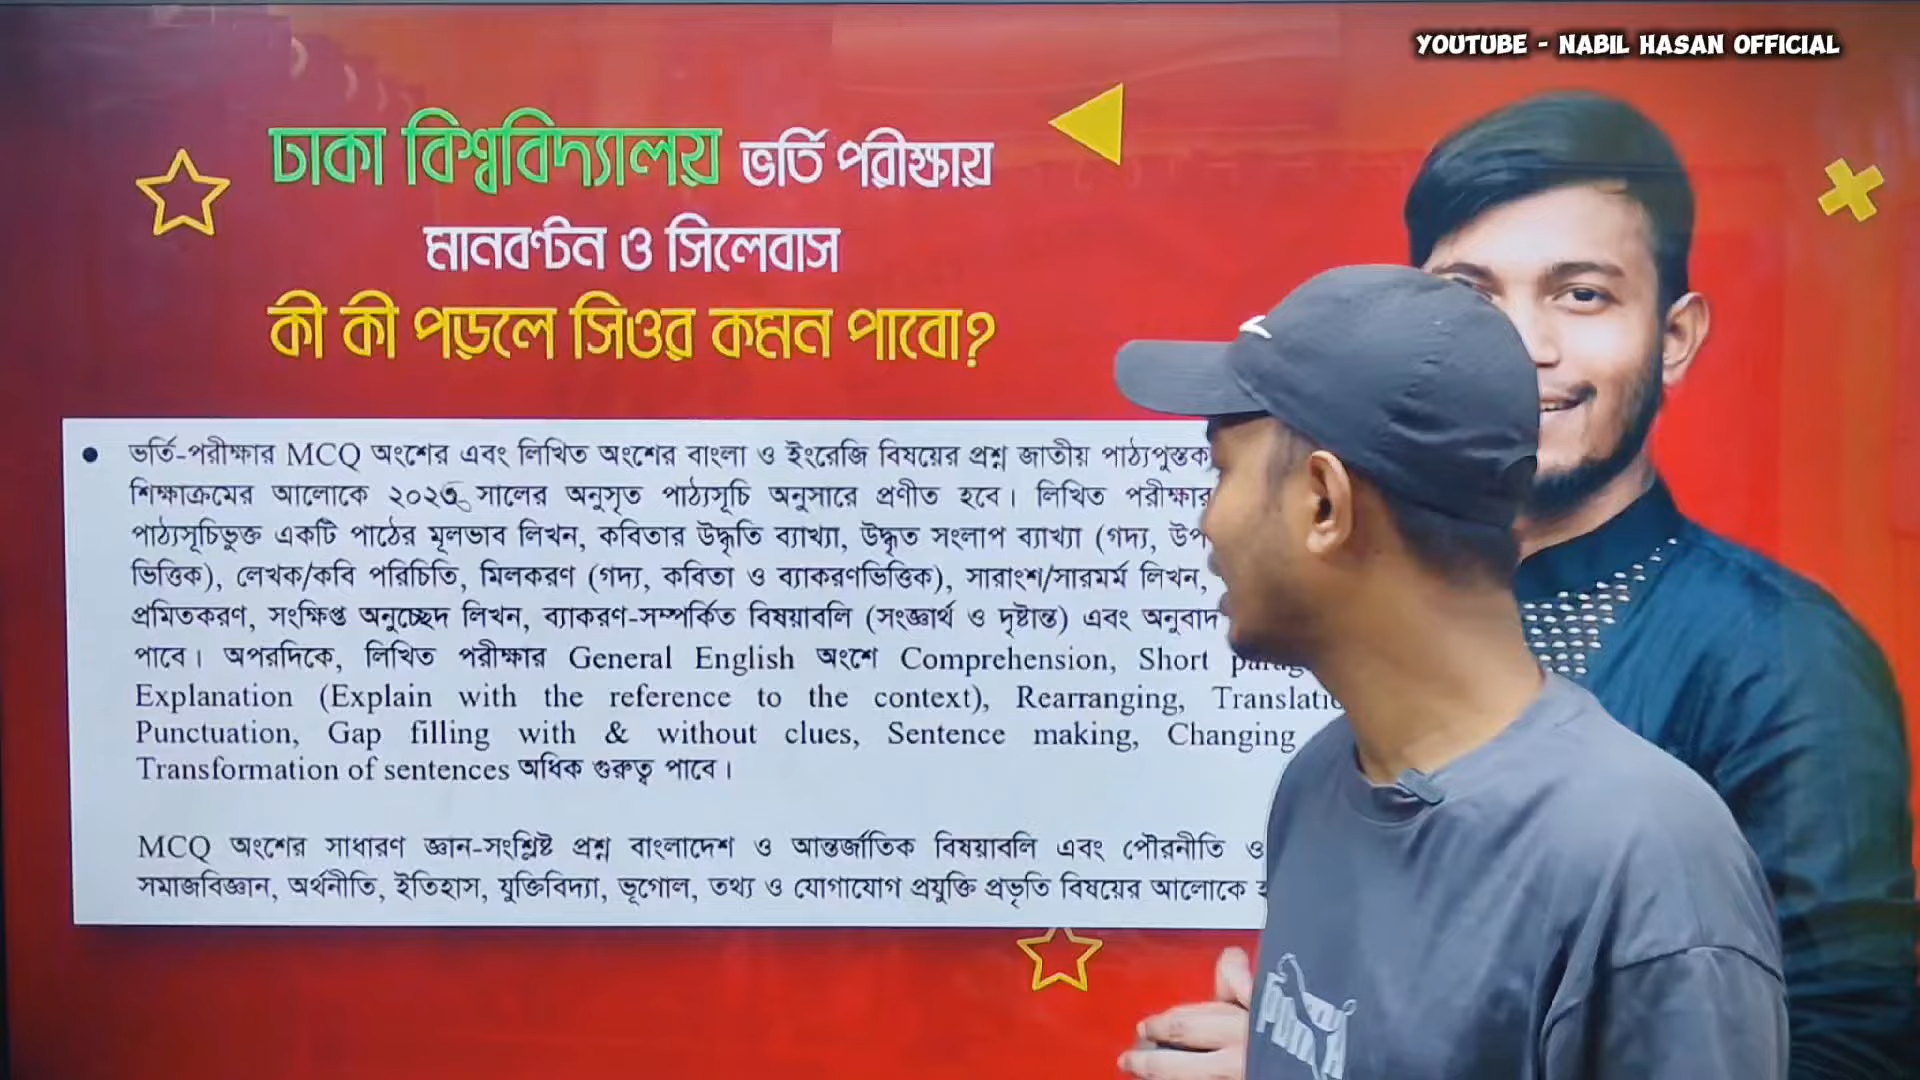 YOUTUBE - NABIL HASAN OFFICIAL
ঢাকা বিশ্ববিদ্যালয় ভর্তি পরীক্ষায়
মানবণ্টন ও সিলেবাস
কী কী পড়লে সিওর কমন পাবো?
• ভর্তি-পরীক্ষার MCQ অংশের এবং লিখিত অংশের বাংলা ও ইংরেজি বিষয়ের প্রশ্ন জাতীয় পাঠ্যপুস্তক
শিক্ষাক্রমের আলোকে সালের অনুসৃত পাঠ্যসূচি অনুসারে প্রণীত হবে। লিখিত পরীক্ষার
পাঠ্যসূচিভুক্ত একটি পাঠের মূলভাব লিখন, কবিতার উদ্ধৃতি ব্যাখ্যা, উদ্ধৃত সংলাপ ব্যাখ্যা (গদ্য,
ভিত্তিক), লেখক/কবি পরিচিতি, মিলকরণ (গদ্য, কবিতা ও ব্যাকরণভিত্তিক), সারাংশ/সারমর্ম লিখন,
প্রমিতকরণ, সংক্ষিপ্ত অনুচ্ছেদ লিখন, ব্যাকরণ-সম্পর্কিত বিষয়াবলি (সংজ্ঞার্থ ও দৃষ্টান্ত) এবং অনুবাদ
পাবে। অপরদিকে, লিখিত পরীক্ষার General English অংশে Comprehension, Short
Explanation (Explain with the reference to the context), Rearranging,
Punctuation, Gap filling with & without clues, Sentence making, Changing
Transformation of sentences অধিক গুরুত্ব পাবে।
MCQ অংশের সাধারণ জ্ঞান-সংশ্লিষ্ট প্রশ্ন বাংলাদেশ ও আন্তর্জাতিক বিষয়াবলি এবং পৌরনীতি ও
সমাজবিজ্ঞান, অর্থনীতি, ইতিহাস, যুক্তিবিদ্যা, ভূগোল, তথ্য ও যোগাযোগ প্রযুক্তি প্রভৃতি বিষয়ের আলোকে
PUMA